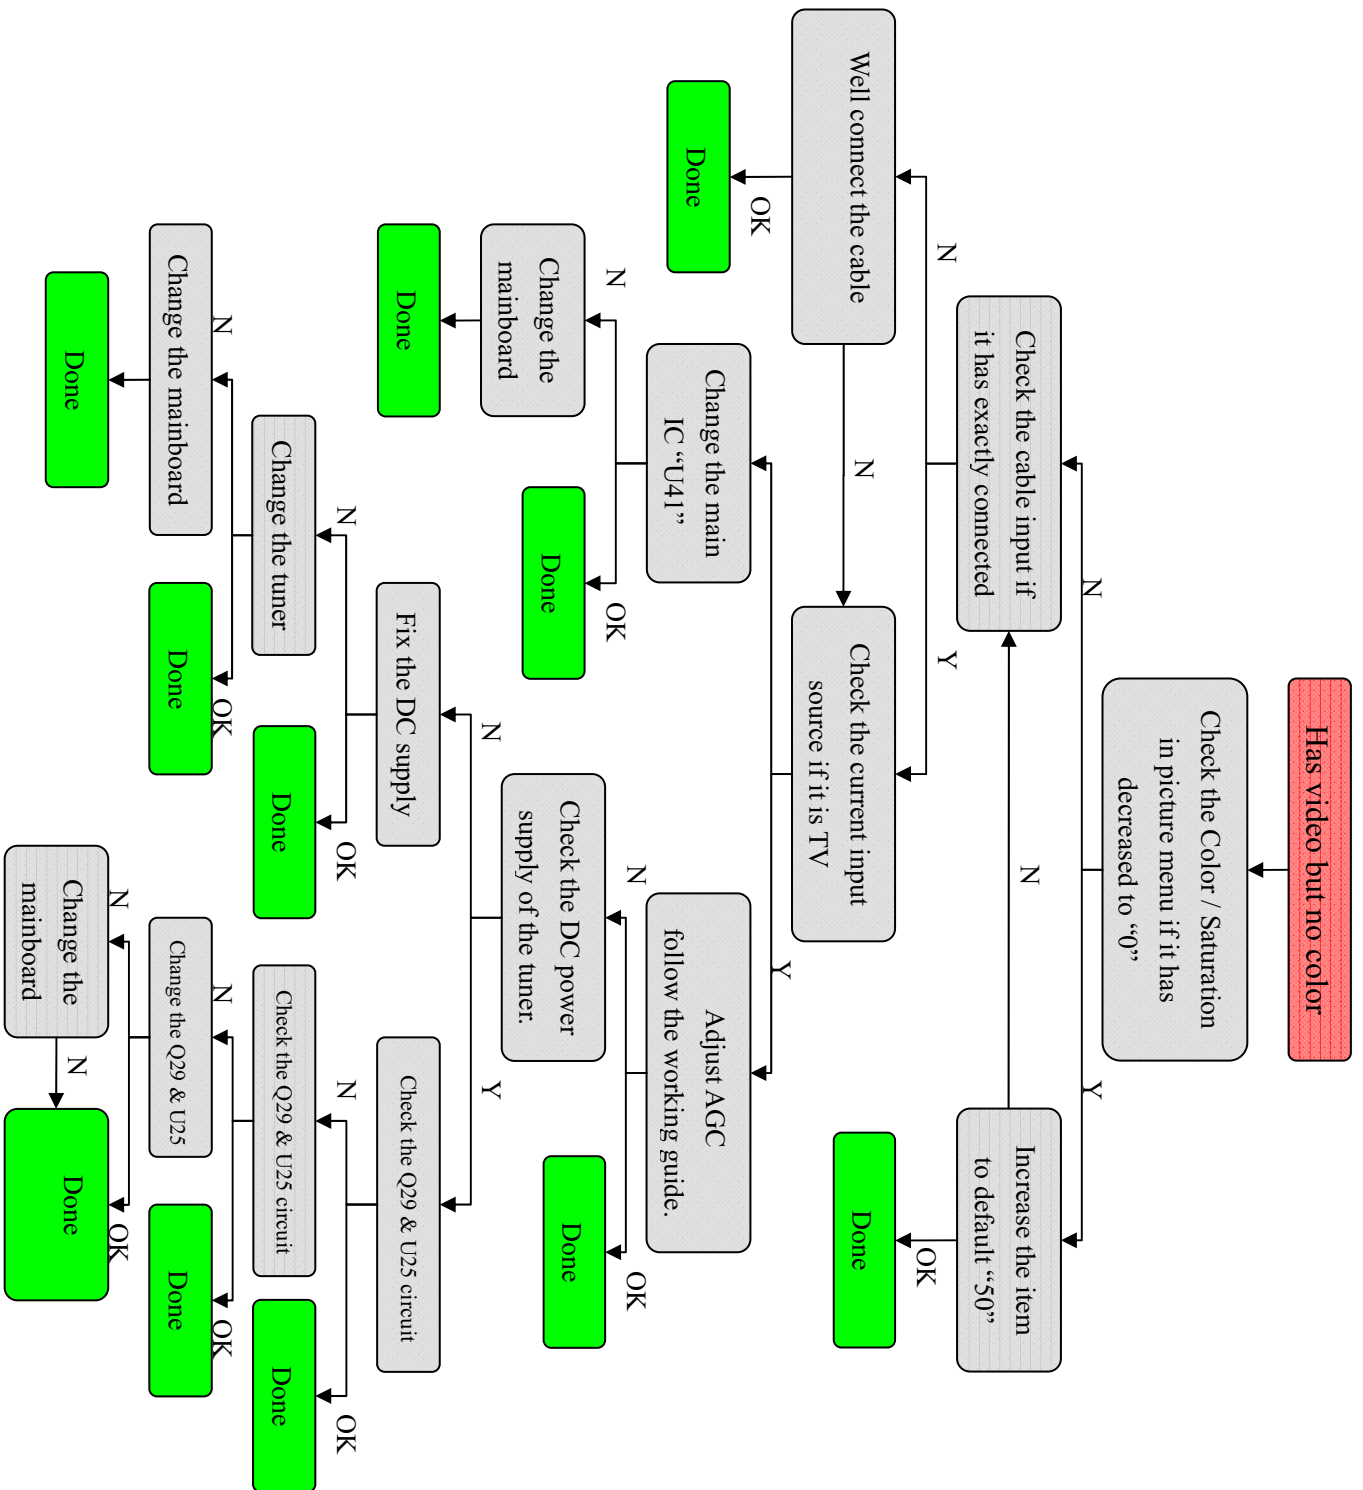 Has video but no color
Check the Color / Saturation
in picture menu if it has
decreased to “0”
N
Y
Check the cable input if
it has exactly connected
N
Increase the item
to default “50”
N
Y
OK
Well connect the cable
N
Check the current input
source if it is TV
Done
OK
Y
Done
Change the main
IC “U41”
Adjust AGC
follow the working guide.
N
OK
N
OK
Change the
mainboard
Done
Check the DC power
supply of the tuner.
Done
N
Y
Done
Fix the DC supply
Check the Q29 & U25 circuit
N
OK
N
OK
Change the tuner
Done
Check the Q29 & U25 circuit
Done
N
OK
N
OK
Change the mainboard
Done
Change the Q29 & U25
Done
N
OK
Done
Change the
mainboard
N
Done